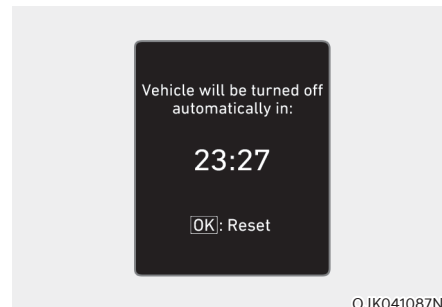 Vehicle will be turned off
automatically in:
23:27
OK: Reset
OJK041087N